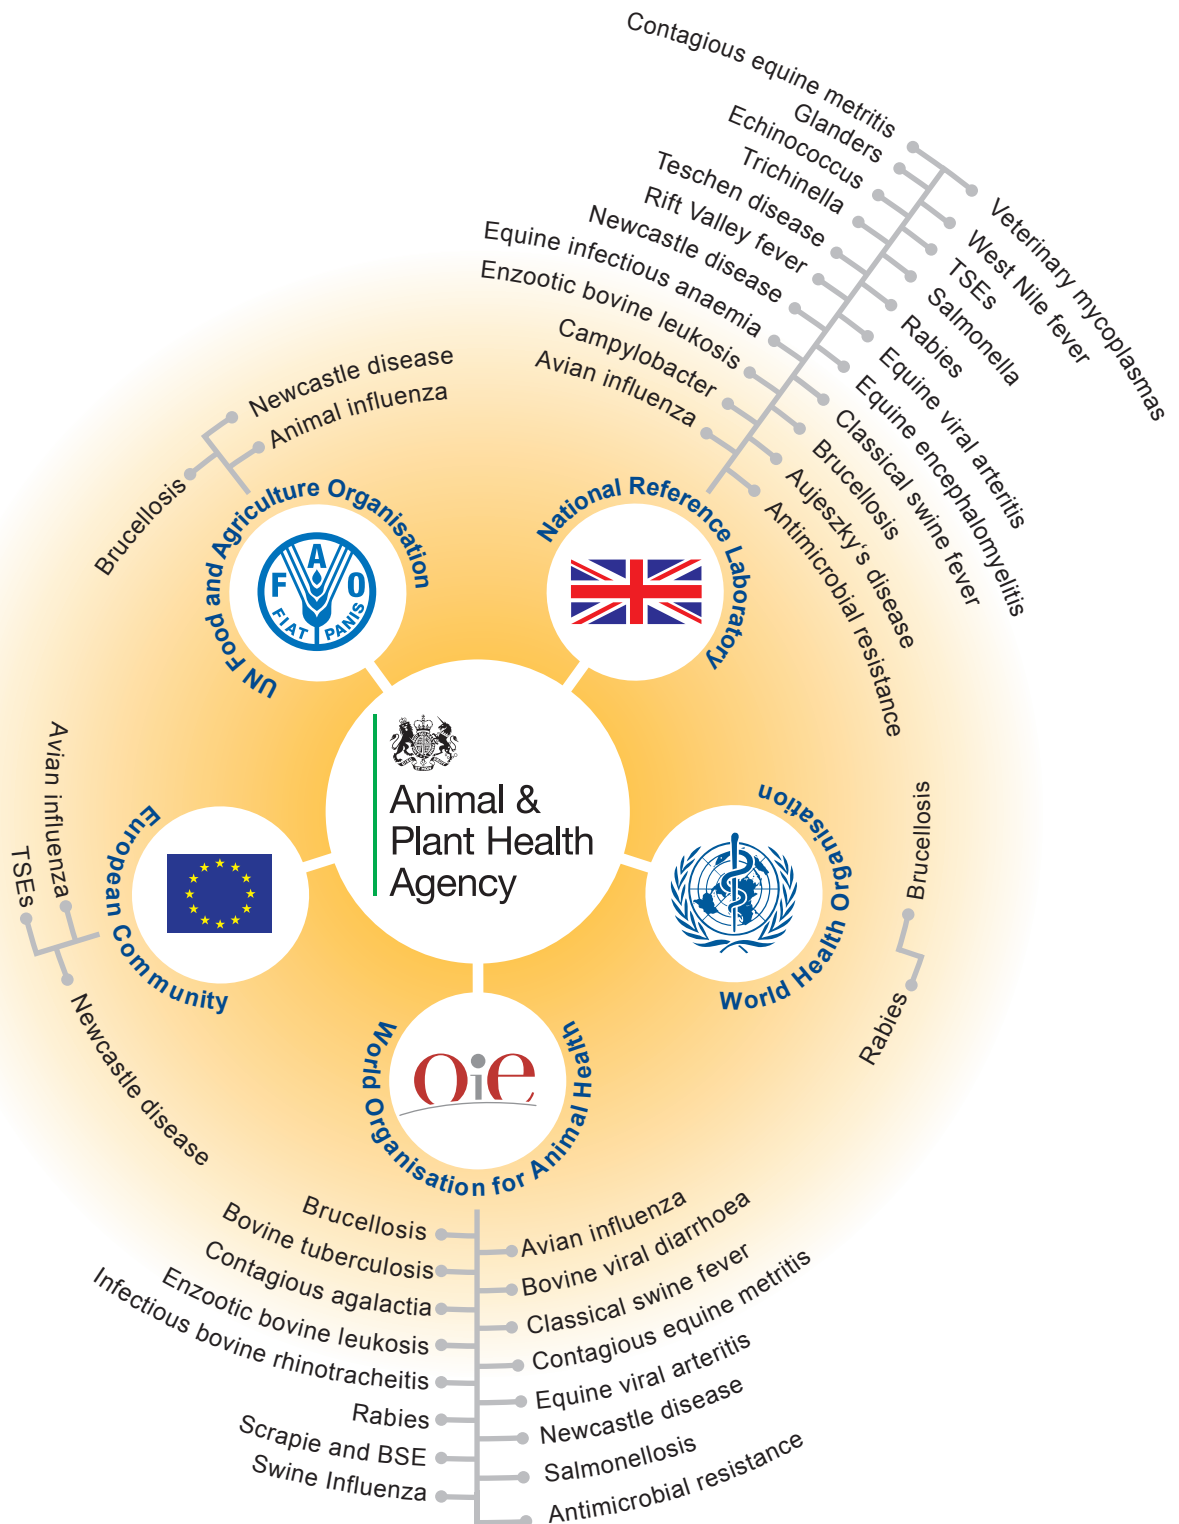 Contagious equine metritis
Glanders
Echinococcus
Trichinella
Teschen disease
Rift Valley fever
Newcastle disease
Equine infectious anaemia
Enzootic bovine leukosis
Campylobacter
Avian influenza
Veterinary mycoplasmas
West Nile fever
TSEs
Salmonella
Rabies
Equine viral arteritis
Equine encephalomyelitis
Classical swine fever
Brucellosis
Aujeszky's disease
Antimicrobial resistance
National Reference Laboratory
Newcastle disease
Animal influenza
Brucellosis
UN Food and Agriculture Organisation
F A O
FIAT PANIS
Animal &
Plant Health
Agency
Avian influenza
TSEs
Newcastle disease
European Community
Brucellosis
Rabies
World Health Organisation
oie
World Organisation for Animal Health
Brucellosis
Bovine tuberculosis
Contagious agalactia
Enzootic bovine leukosis
Infectious bovine rhinotracheitis
Rabies
Scrapie and BSE
Swine Influenza
Avian influenza
Bovine viral diarrhoea
Classical swine fever
Contagious equine metritis
Equine viral arteritis
Newcastle disease
Salmonellosis
Antimicrobial resistance